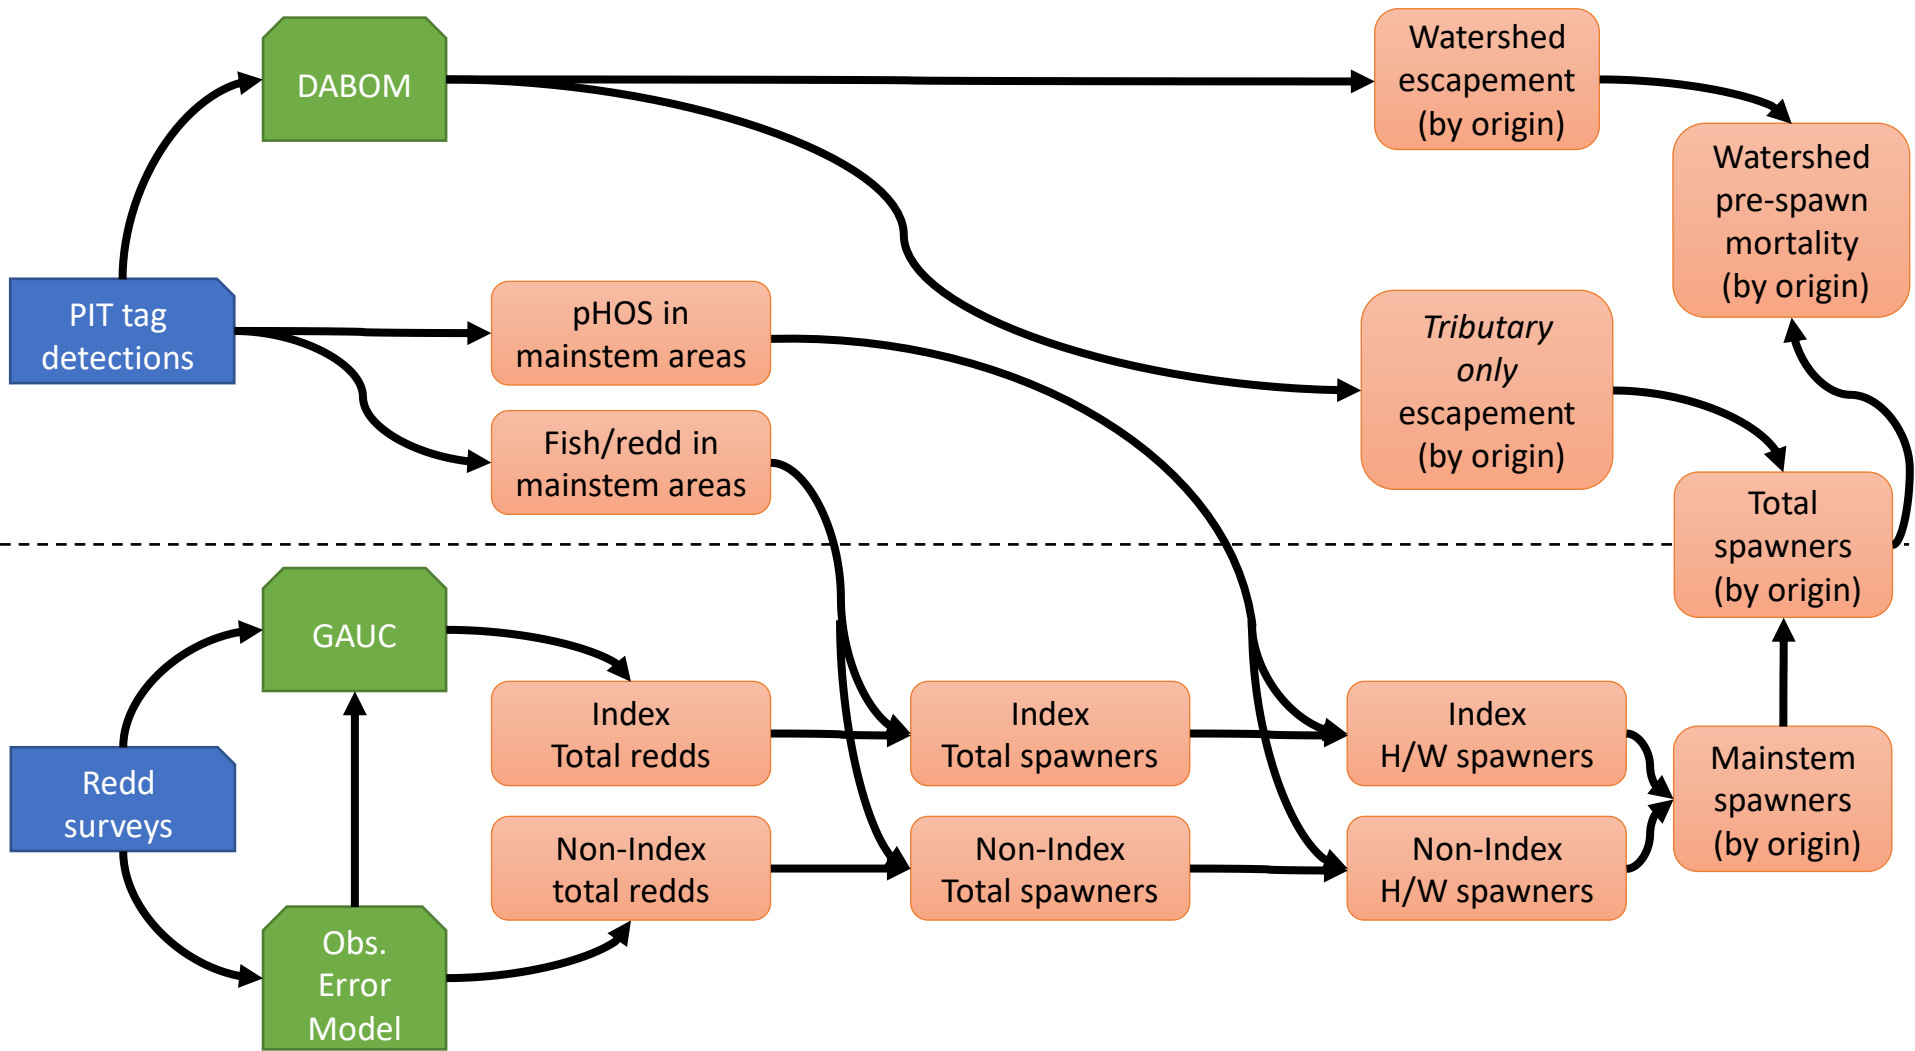 DABOM
Watershed
escapement
(by origin)
Watershed
pre-spawn
mortality
(by origin)
PIT tag
detections
pHOS in
mainstem areas
Tributary
only
escapement
(by origin)
Fish/redd in
mainstem areas
Total
spawners
(by origin)
GAUC
Index
Total redds
Index
Total spawners
Index
H/W spawners
Redd
surveys
Mainstem
spawners
(by origin)
Non-Index
total redds
Non-Index
Total spawners
Non-Index
H/W spawners
Obs.
Error
Model